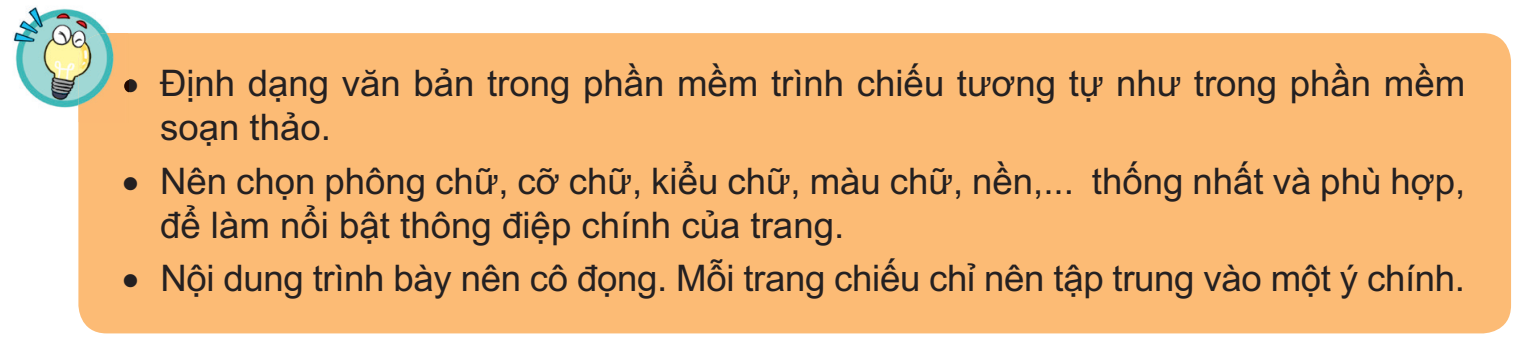 • Định dạng văn bản trong phần mềm trình chiếu tương tự như trong phần mềm
soạn thảo.
• Nên chọn phông chữ, cỡ chữ, kiểu chữ, màu chữ, nền,... thống nhất và phù hợp,
để làm nổi bật thông điệp chính của trang.
• Nội dung trình bày nên cô đọng. Mỗi trang chiếu chỉ nên tập trung vào một ý chính.